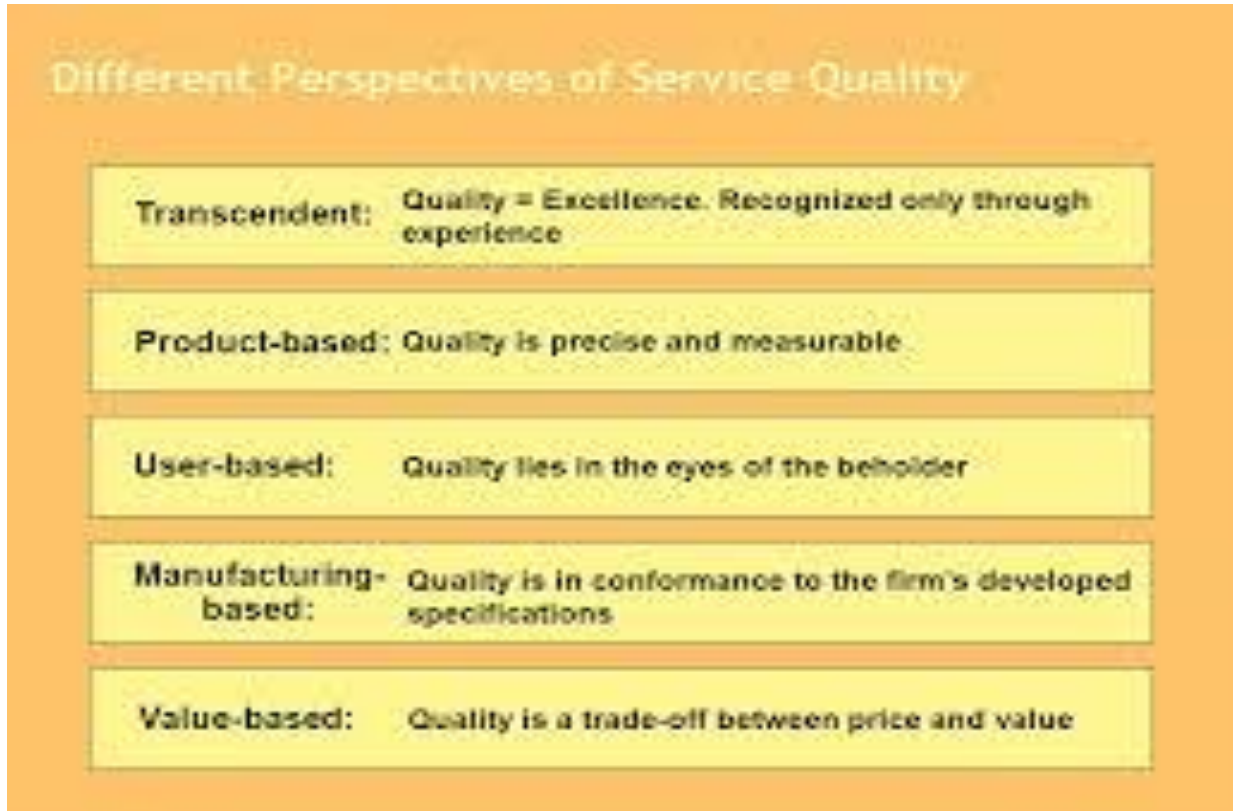 Different Perspectives of Service Quality
Transcendent: Quality = Excellence. Recognized only through
experience
Product-based: Quality is precise and measurable
User-based: Quality lies in the eyes of the beholder
Manufacturing- Quality is in conformance to the firm's developed
based: specifications
Value-based: Quality is a trade-off between price and value